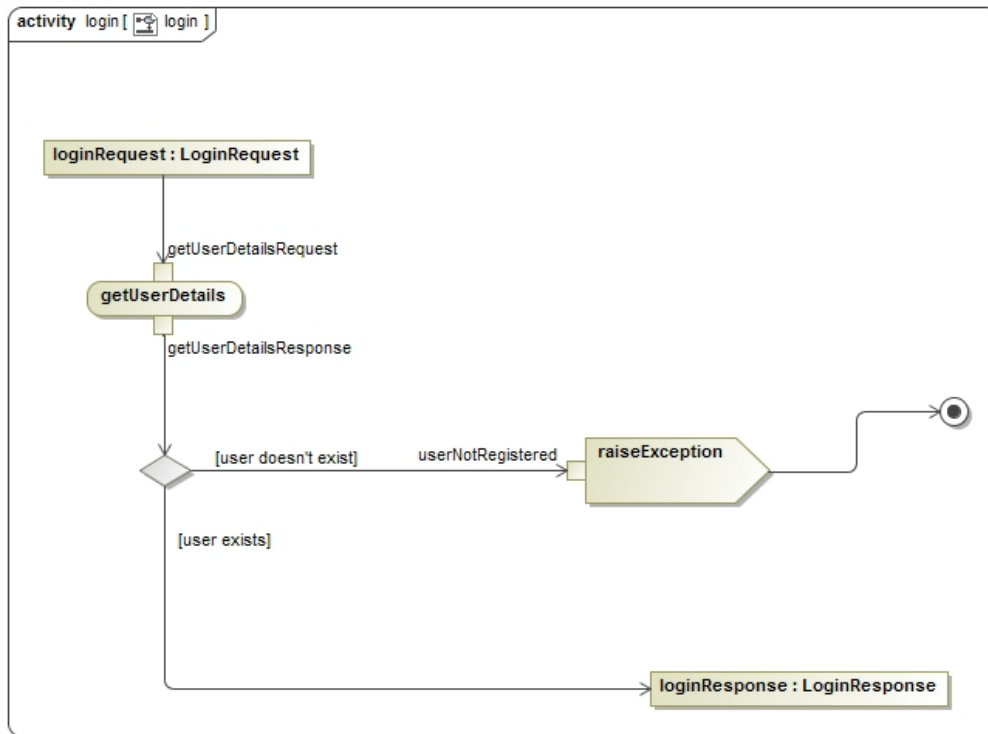 activity login [ login ]
loginRequest : LoginRequest
getUserDetailsRequest
getUserDetails
getUserDetailsResponse
[user doesn't exist]
userNotRegistered
raiseException
[user exists]
loginResponse : LoginResponse